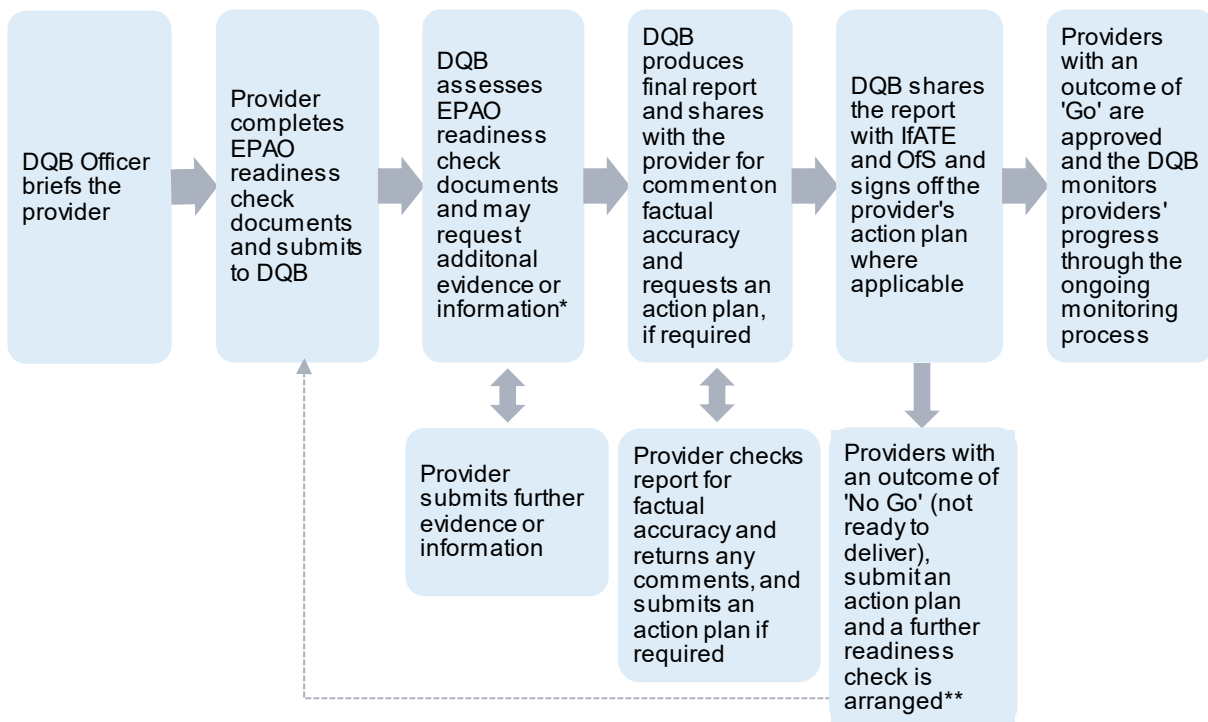 DQB Officer
briefs the
provider
Provider
completes
EPAO
readiness
check
documents
and submits
to DQB
DQB
assesses
EPAO
readiness
check
documents
and may
request
additonal
evidence or
information*
DQB
produces
final report
and shares
with the
provider for
comment on
factual
accuracy
and
requests an
action plan,
if required
DQB shares
the report
with IfATE
and OfS and
signs off the
provider's
action plan
where
applicable
Providers
with an
outcome of
'Go' are
approved
and the DQB
monitors
providers'
progress
through the
ongoing
monitoring
process
Provider
submits further
evidence or
information
Provider checks
report for
factual
accuracy and
returns any
comments, and
submits an
action plan if
required
Providers with
an outcome of
'No Go' (not
ready to
deliver),
submit an
action plan
and a further
readiness
check is
arranged**